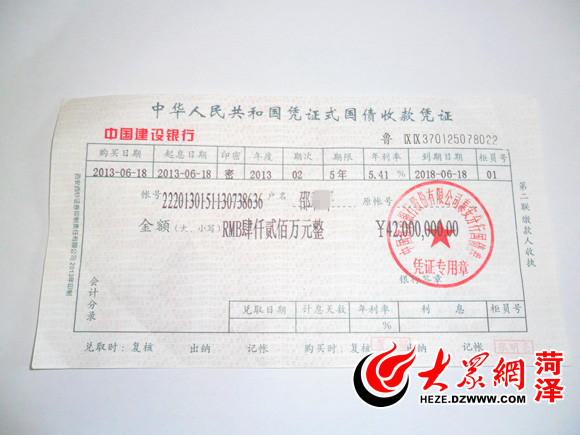 中华人民共和国凭证式国债收款凭证
中国建设银行
鲁 ⅨⅨ370125078022
购买日期 起息日期 印密 年度 期次 期限 年利率 到期日期 柜员号
2013-06-18 2013-06-18 密 2013 02 5年 5.41% 2018-06-18 01
帐号 2220130151130738636 户名 邵 原帐号
金额(大、小写) RMB肆仟贰佰万元整 ¥42,000,000.00
凭证专用章
银行签章
会计分录
兑取日期 计息天数 年利率 利息 柜员号
%
兑取时:复核 出纳 记帐 购买时:复核 记帐
第二联缴款人收执
大众網
菏泽
HEZE.DZWWW.COM